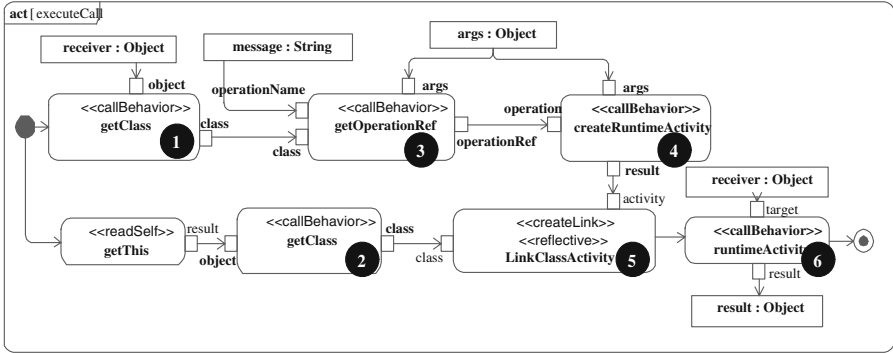 act [ executeCall
receiver : Object
message : String
args : Object
object
operationName
args
args
<<callBehavior>>
getClass
1
class
class
<<callBehavior>>
getOperationRef
3
operation
operationRef
<<callBehavior>>
createRuntimeActivity
4
result
activity
receiver : Object
target
<<readSelf>>
getThis
result
object
<<callBehavior>>
getClass
2
class
class
<<createLink>>
<<reflective>>
LinkClassActivity
5
<<callBehavior>>
runtimeActivity
6
result
result : Object